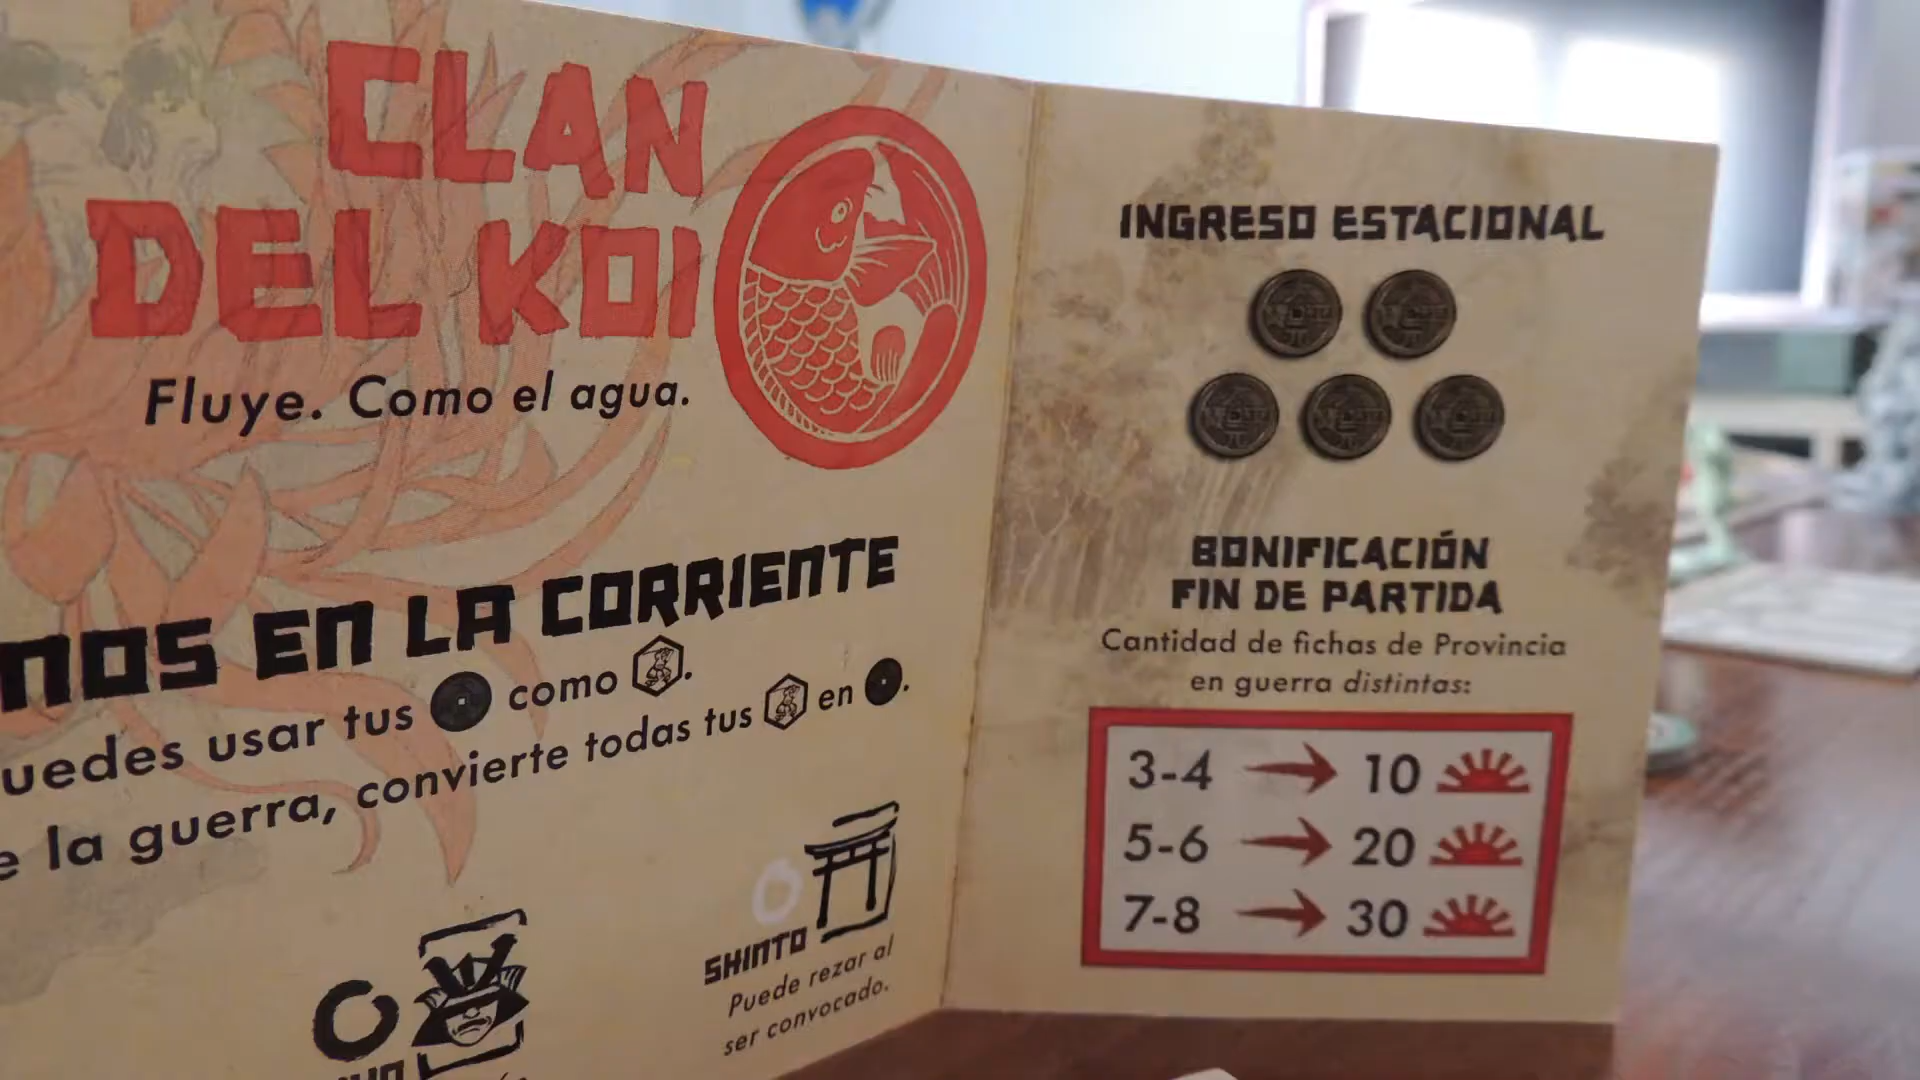 CLAN
DEL KOI
Fluye. Como el agua.
EN LA CORRIENTE
usar tus como .
la guerra, convierte todas tus en .
SHINTO
Puede rezar al
ser convocado.
INGRESO ESTACIONAL
BONIFICACIÓN
FIN DE PARTIDA
Cantidad de fichas de Provincia
en guerra distintas:
3-4 → 10
5-6 → 20
7-8 → 30